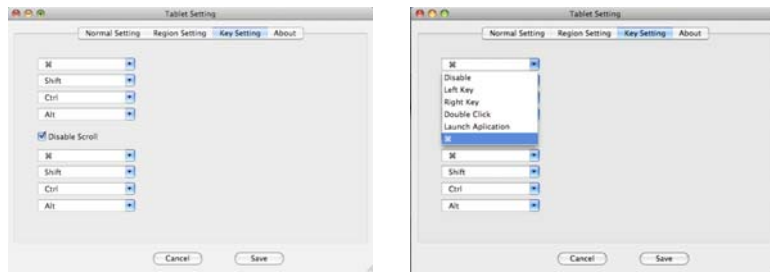 Tablet Setting
Normal Setting Region Setting Key Setting About
⌘
Shift
Ctrl
Alt
Disable Scroll
⌘
Shift
Ctrl
Alt
Cancel Save
Tablet Setting
Normal Setting Region Setting Key Setting About
⌘
Disable
Left Key
Right Key
Double Click
Launch Aplication
⌘
⌘
Shift
Ctrl
Alt
Cancel Save